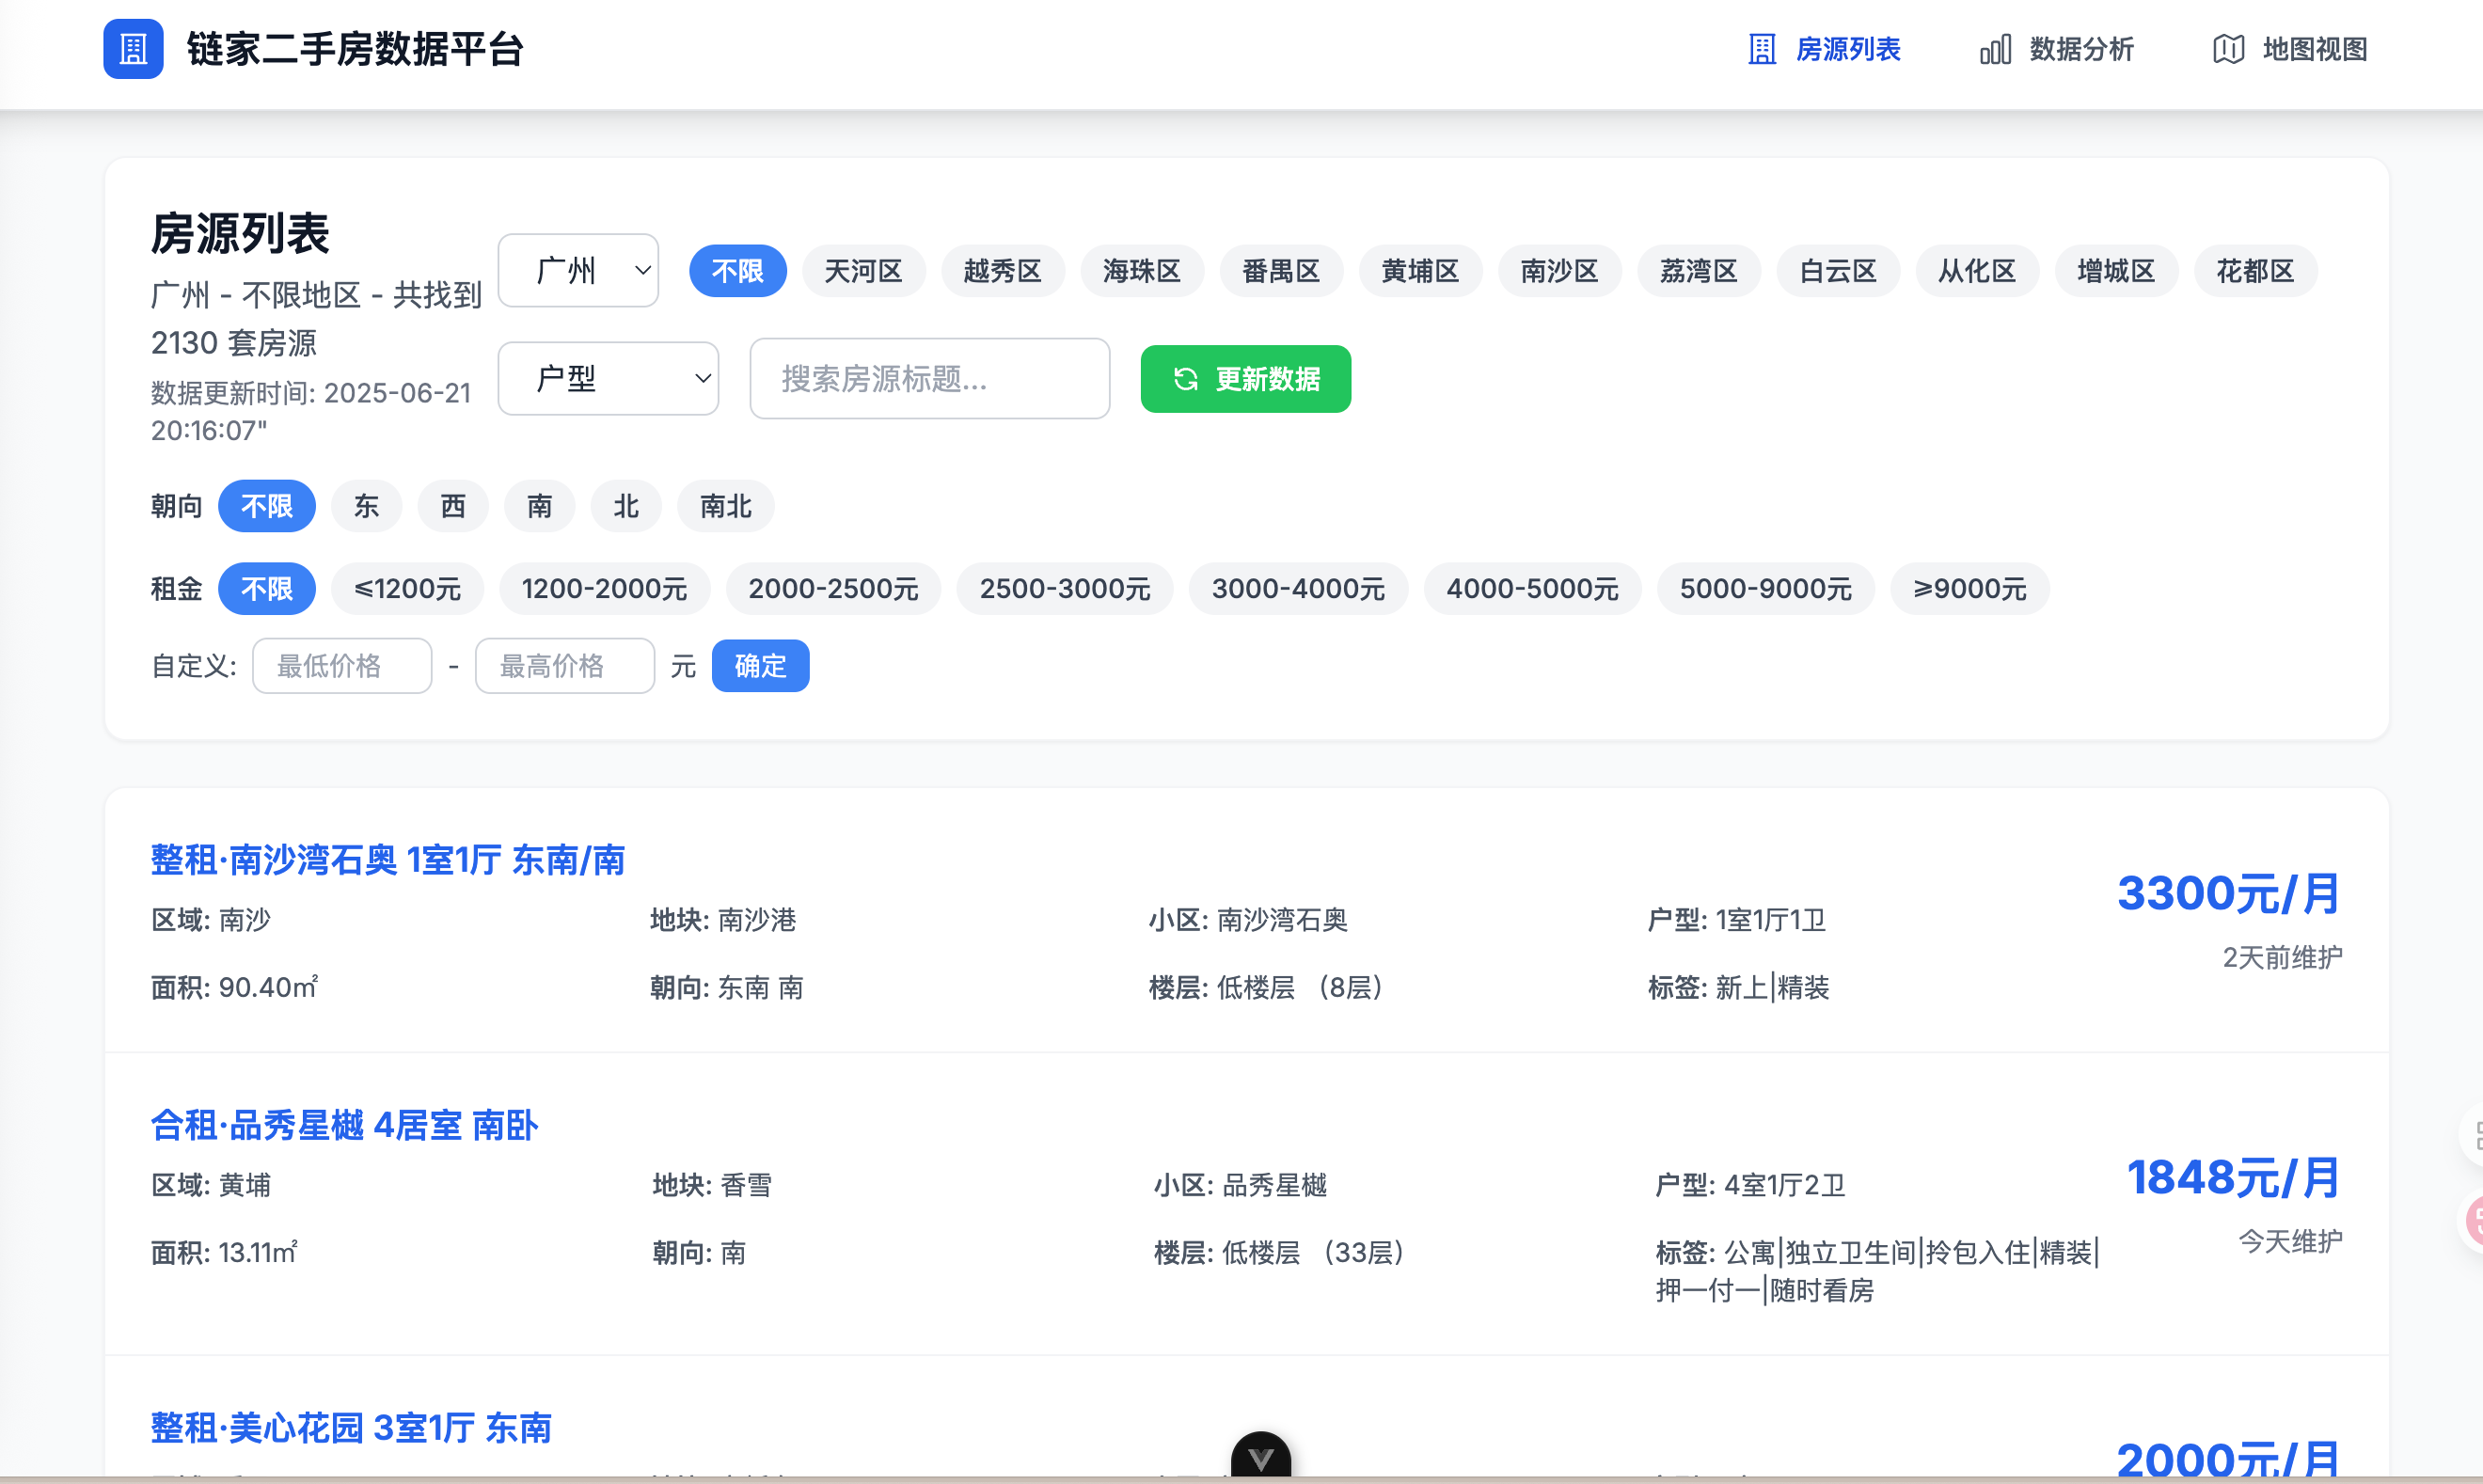 链家二手房数据平台
房源列表
数据分析
地图视图
房源列表
广州 - 不限地区 - 共找到
2130 套房源
数据更新时间: 2025-06-21
20:16:07"
广州
不限
天河区
越秀区
海珠区
番禺区
黄埔区
南沙区
荔湾区
白云区
从化区
增城区
花都区
户型
搜索房源标题...
更新数据
朝向 不限 东 西 南 北 南北
租金 不限 ≤1200元 1200-2000元 2000-2500元 2500-3000元 3000-4000元 4000-5000元 5000-9000元 ≥9000元
自定义: 最低价格 - 最高价格 元 确定
整租·南沙湾石奥 1室1厅 东南/南
区域: 南沙 地块: 南沙港 小区: 南沙湾石奥 户型: 1室1厅1卫
面积: 90.40㎡ 朝向: 东南 南 楼层: 低楼层 （8层） 标签: 新上|精装
3300元/月
2天前维护
合租·品秀星樾 4居室 南卧
区域: 黄埔 地块: 香雪 小区: 品秀星樾 户型: 4室1厅2卫
面积: 13.11㎡ 朝向: 南 楼层: 低楼层 （33层） 标签: 公寓|独立卫生间|拎包入住|精装|
押一付一|随时看房
1848元/月
今天维护
整租·美心花园 3室1厅 东南
2000元/月